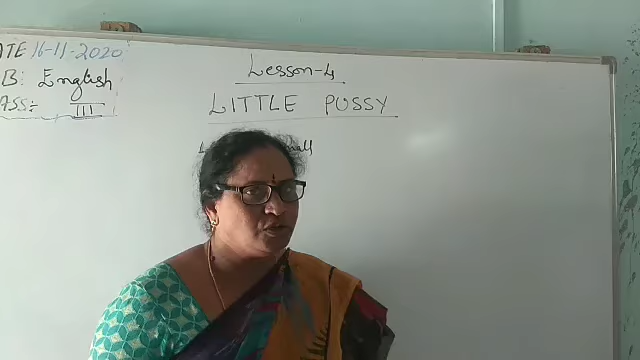 ATE 16-11-2020
B: English
ASS: III
Lesson-4
LITTLE PUSSY